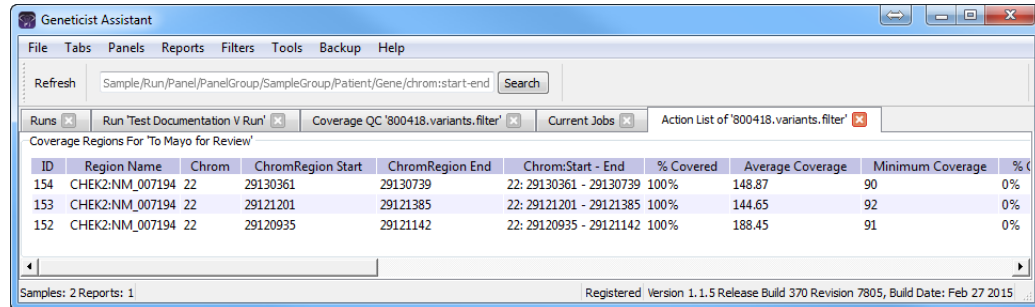 Geneticist Assistant
File Tabs Panels Reports Filters Tools Backup Help
Refresh Sample/Run/Panel/PanelGroup/SampleGroup/Patient/Gene/chrom:start-end Search
Runs Run 'Test Documentation V Run' Coverage QC '800418.variants.filter' Current Jobs Action List of '800418.variants.filter'
Coverage Regions For 'To Mayo for Review'
ID Region Name Chrom ChromRegion Start ChromRegion End Chrom:Start - End % Covered Average Coverage Minimum Coverage % C
154 CHEK2:NM_007194 22 29130361 29130739 22: 29130361 - 29130739 100% 148.87 90 0%
153 CHEK2:NM_007194 22 29121201 29121385 22: 29121201 - 29121385 100% 144.65 92 0%
152 CHEK2:NM_007194 22 29120935 29121142 22: 29120935 - 29121142 100% 188.45 91 0%
Samples: 2 Reports: 1 Registered Version 1.1.5 Release Build 370 Revision 7805, Build Date: Feb 27 2015